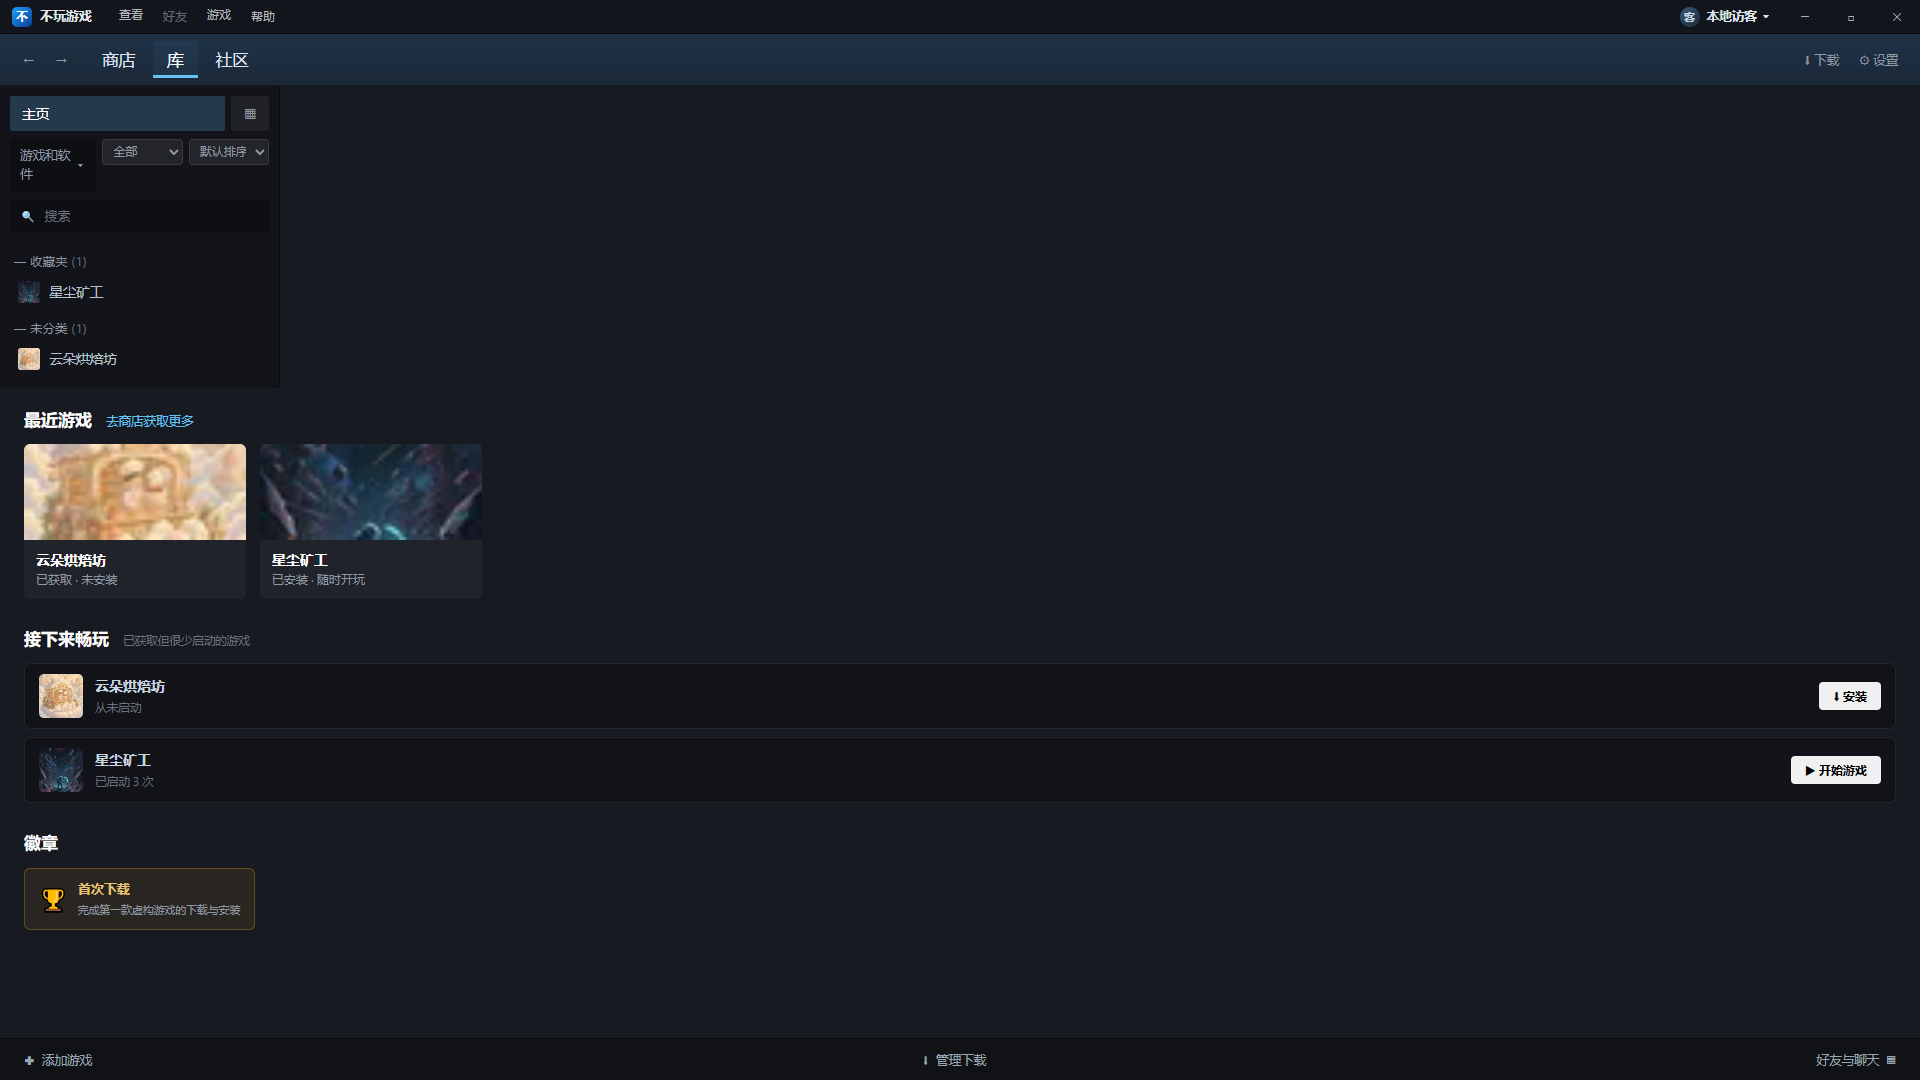 不 不玩游戏 查看 好友 游戏 帮助 客 本地访客
← → 商店 库 社区 下载 设置
主页
游戏和软件 全部 默认排序
搜索
— 收藏夹 (1)
星尘矿工
— 未分类 (1)
云朵烘焙坊
最近游戏 去商店获取更多
云朵烘焙坊
已获取 · 未安装
星尘矿工
已安装 · 随时开玩
接下来畅玩 已获取但很少启动的游戏
云朵烘焙坊
从未启动
⬇ 安装
星尘矿工
已启动 3 次
▶ 开始游戏
徽章
首次下载
完成第一款虚构游戏的下载与安装
✚ 添加游戏 ⬇ 管理下载 好友与聊天